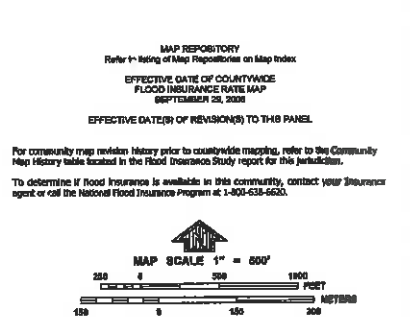 MAP REPOSITORY
Refer to listing of Map Repositories on Map Index
EFFECTIVE DATE OF COUNTYWIDE
FLOOD INSURANCE RATE MAP
SEPTEMBER 29, 2006
EFFECTIVE DATE(S) OF REVISION(S) TO THIS PANEL
For community map revision history prior to countywide mapping, refer to the Community
Map History table located in the Flood Insurance Study report for this jurisdiction.
To determine if flood insurance is available in this community, contact your Insurance
agent or call the National Flood Insurance Program at 1-800-638-6620.
MAP SCALE 1" = 500'
250 0 500 1000
FEET
METERS
150 0 150 300